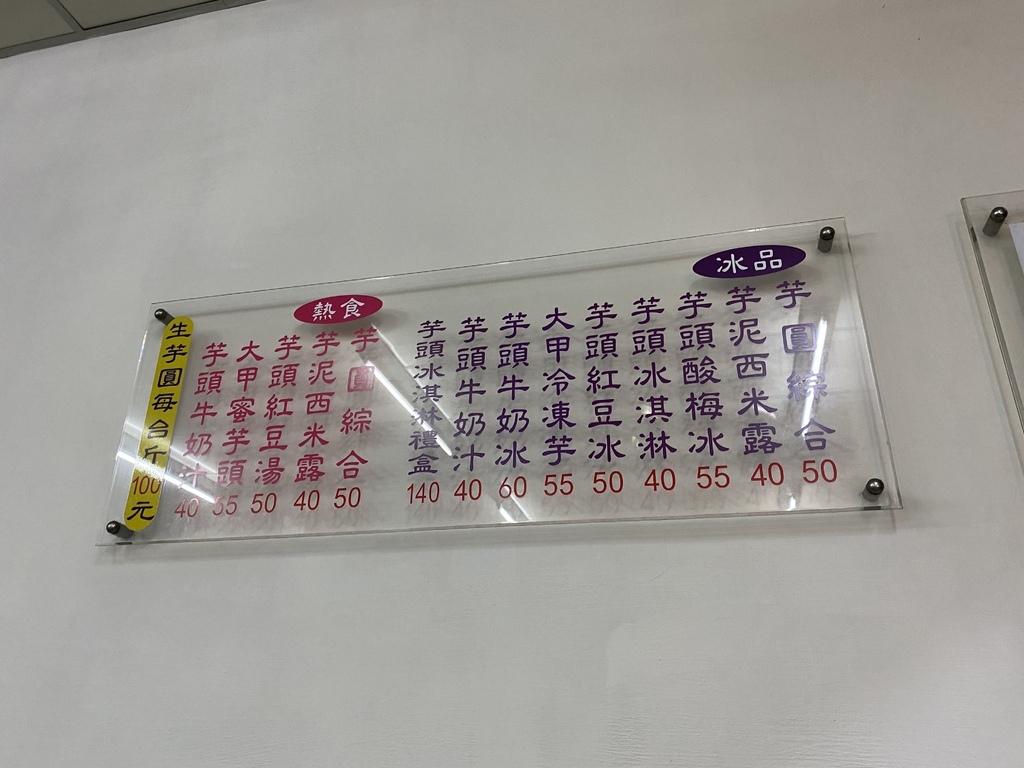 冰品
芋圓綜合 50
芋泥西米露 40
芋頭酸梅冰 55
芋頭冰淇淋 40
芋頭紅豆冰 50
大甲冷凍芋 55
芋頭牛奶冰 60
芋頭牛奶汁 40
芋頭冰淇淋禮盒 140
熱食
芋圓綜合 50
芋泥西米露 40
芋頭紅豆湯 50
大甲蜜芋頭 55
芋頭牛奶汁 40
生芋圓每台斤100元